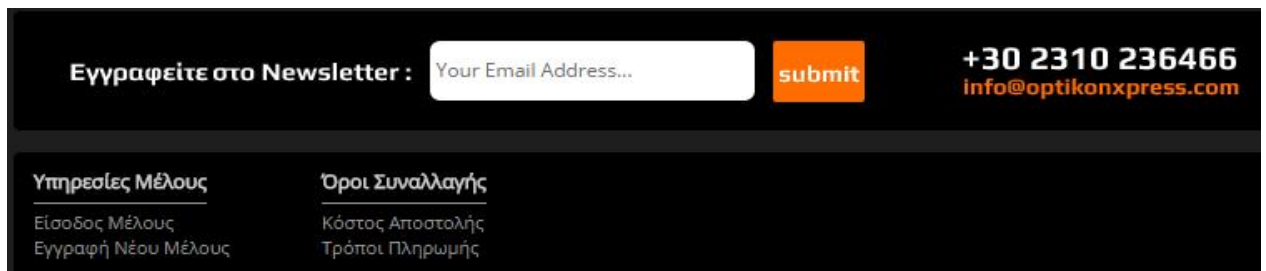 Εγγραφείτε στο Newsletter : Your Email Address... submit
+30 2310 236466
info@optikonxpress.com
Υπηρεσίες Μέλους
Είσοδος Μέλους
Εγγραφή Νέου Μέλους
Όροι Συναλλαγής
Κόστος Αποστολής
Τρόποι Πληρωμής